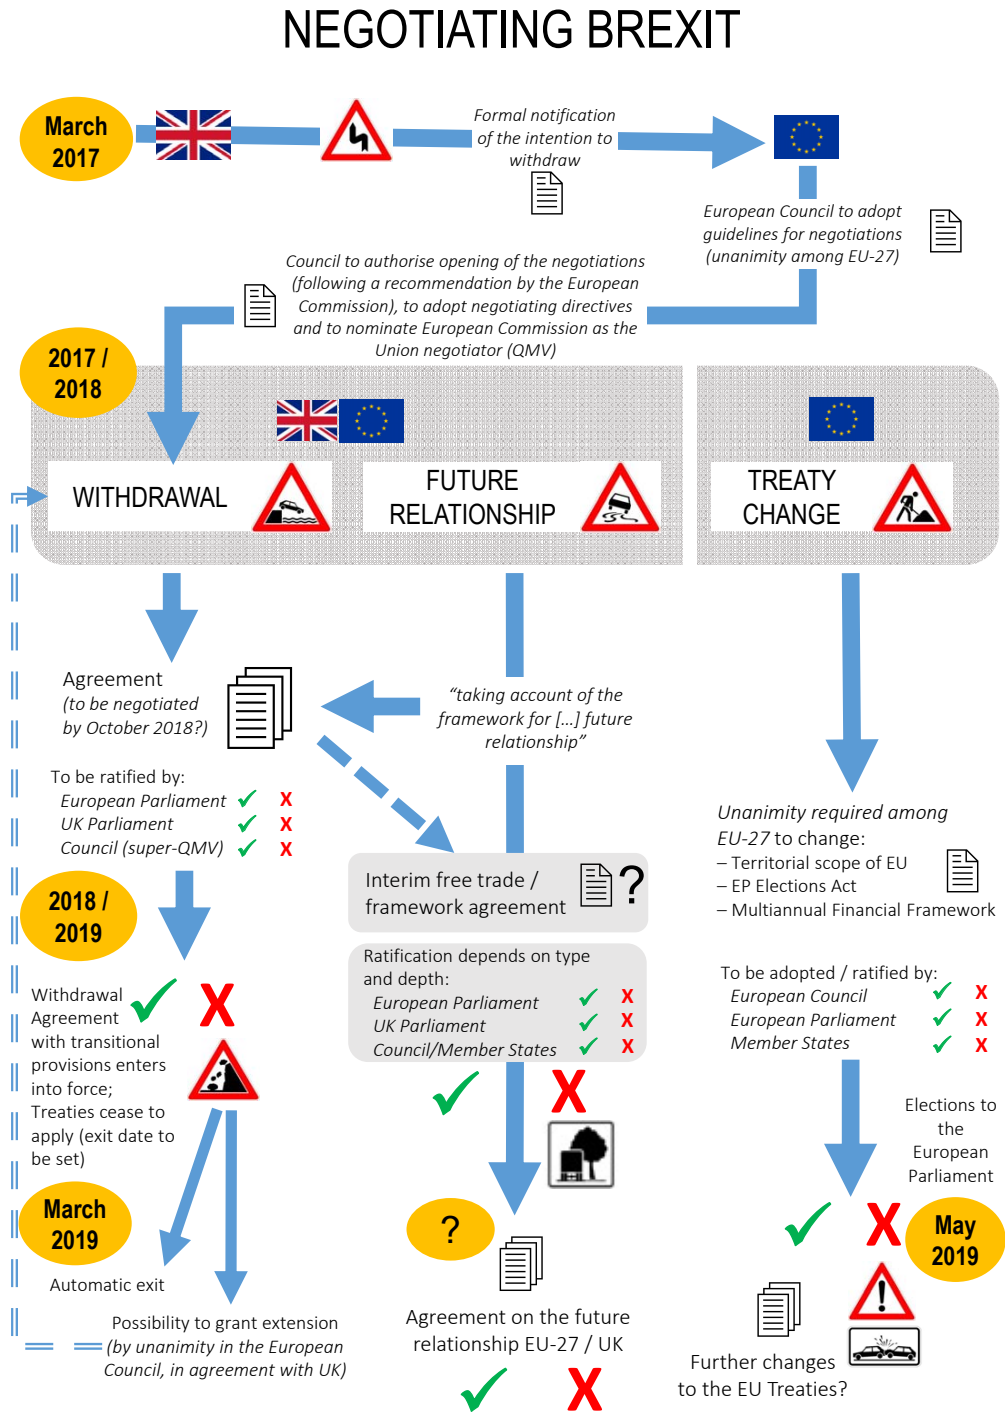 NEGOTIATING BREXIT
March
2017
Formal notification
of the intention to
withdraw
European Council to adopt
guidelines for negotiations
(unanimity among EU-27)
Council to authorise opening of the negotiations
(following a recommendation by the European
Commission), to adopt negotiating directives
and to nominate European Commission as the
Union negotiator (QMV)
2017 /
2018
WITHDRAWAL
FUTURE
RELATIONSHIP
TREATY
CHANGE
Agreement
(to be negotiated
by October 2018?)
"taking account of the
framework for [...] future
relationship"
To be ratified by:
European Parliament X
UK Parliament X
Council (super-QMV) X
2018 /
2019
Withdrawal
Agreement
with transitional
provisions enters
into force;
Treaties cease to
apply (exit date to
be set)
X
March
2019
Automatic exit
Possibility to grant extension
(by unanimity in the European
Council, in agreement with UK)
Interim free trade /
framework agreement
?
Ratification depends on type
and depth:
European Parliament X
UK Parliament X
Council/Member States X
X
?
Agreement on the future
relationship EU-27 / UK
X
Unanimity required among
EU-27 to change:
– Territorial scope of EU
– EP Elections Act
– Multiannual Financial Framework
To be adopted / ratified by:
European Council X
European Parliament X
Member States X
Elections to
the
European
Parliament
X
May
2019
Further changes
to the EU Treaties?